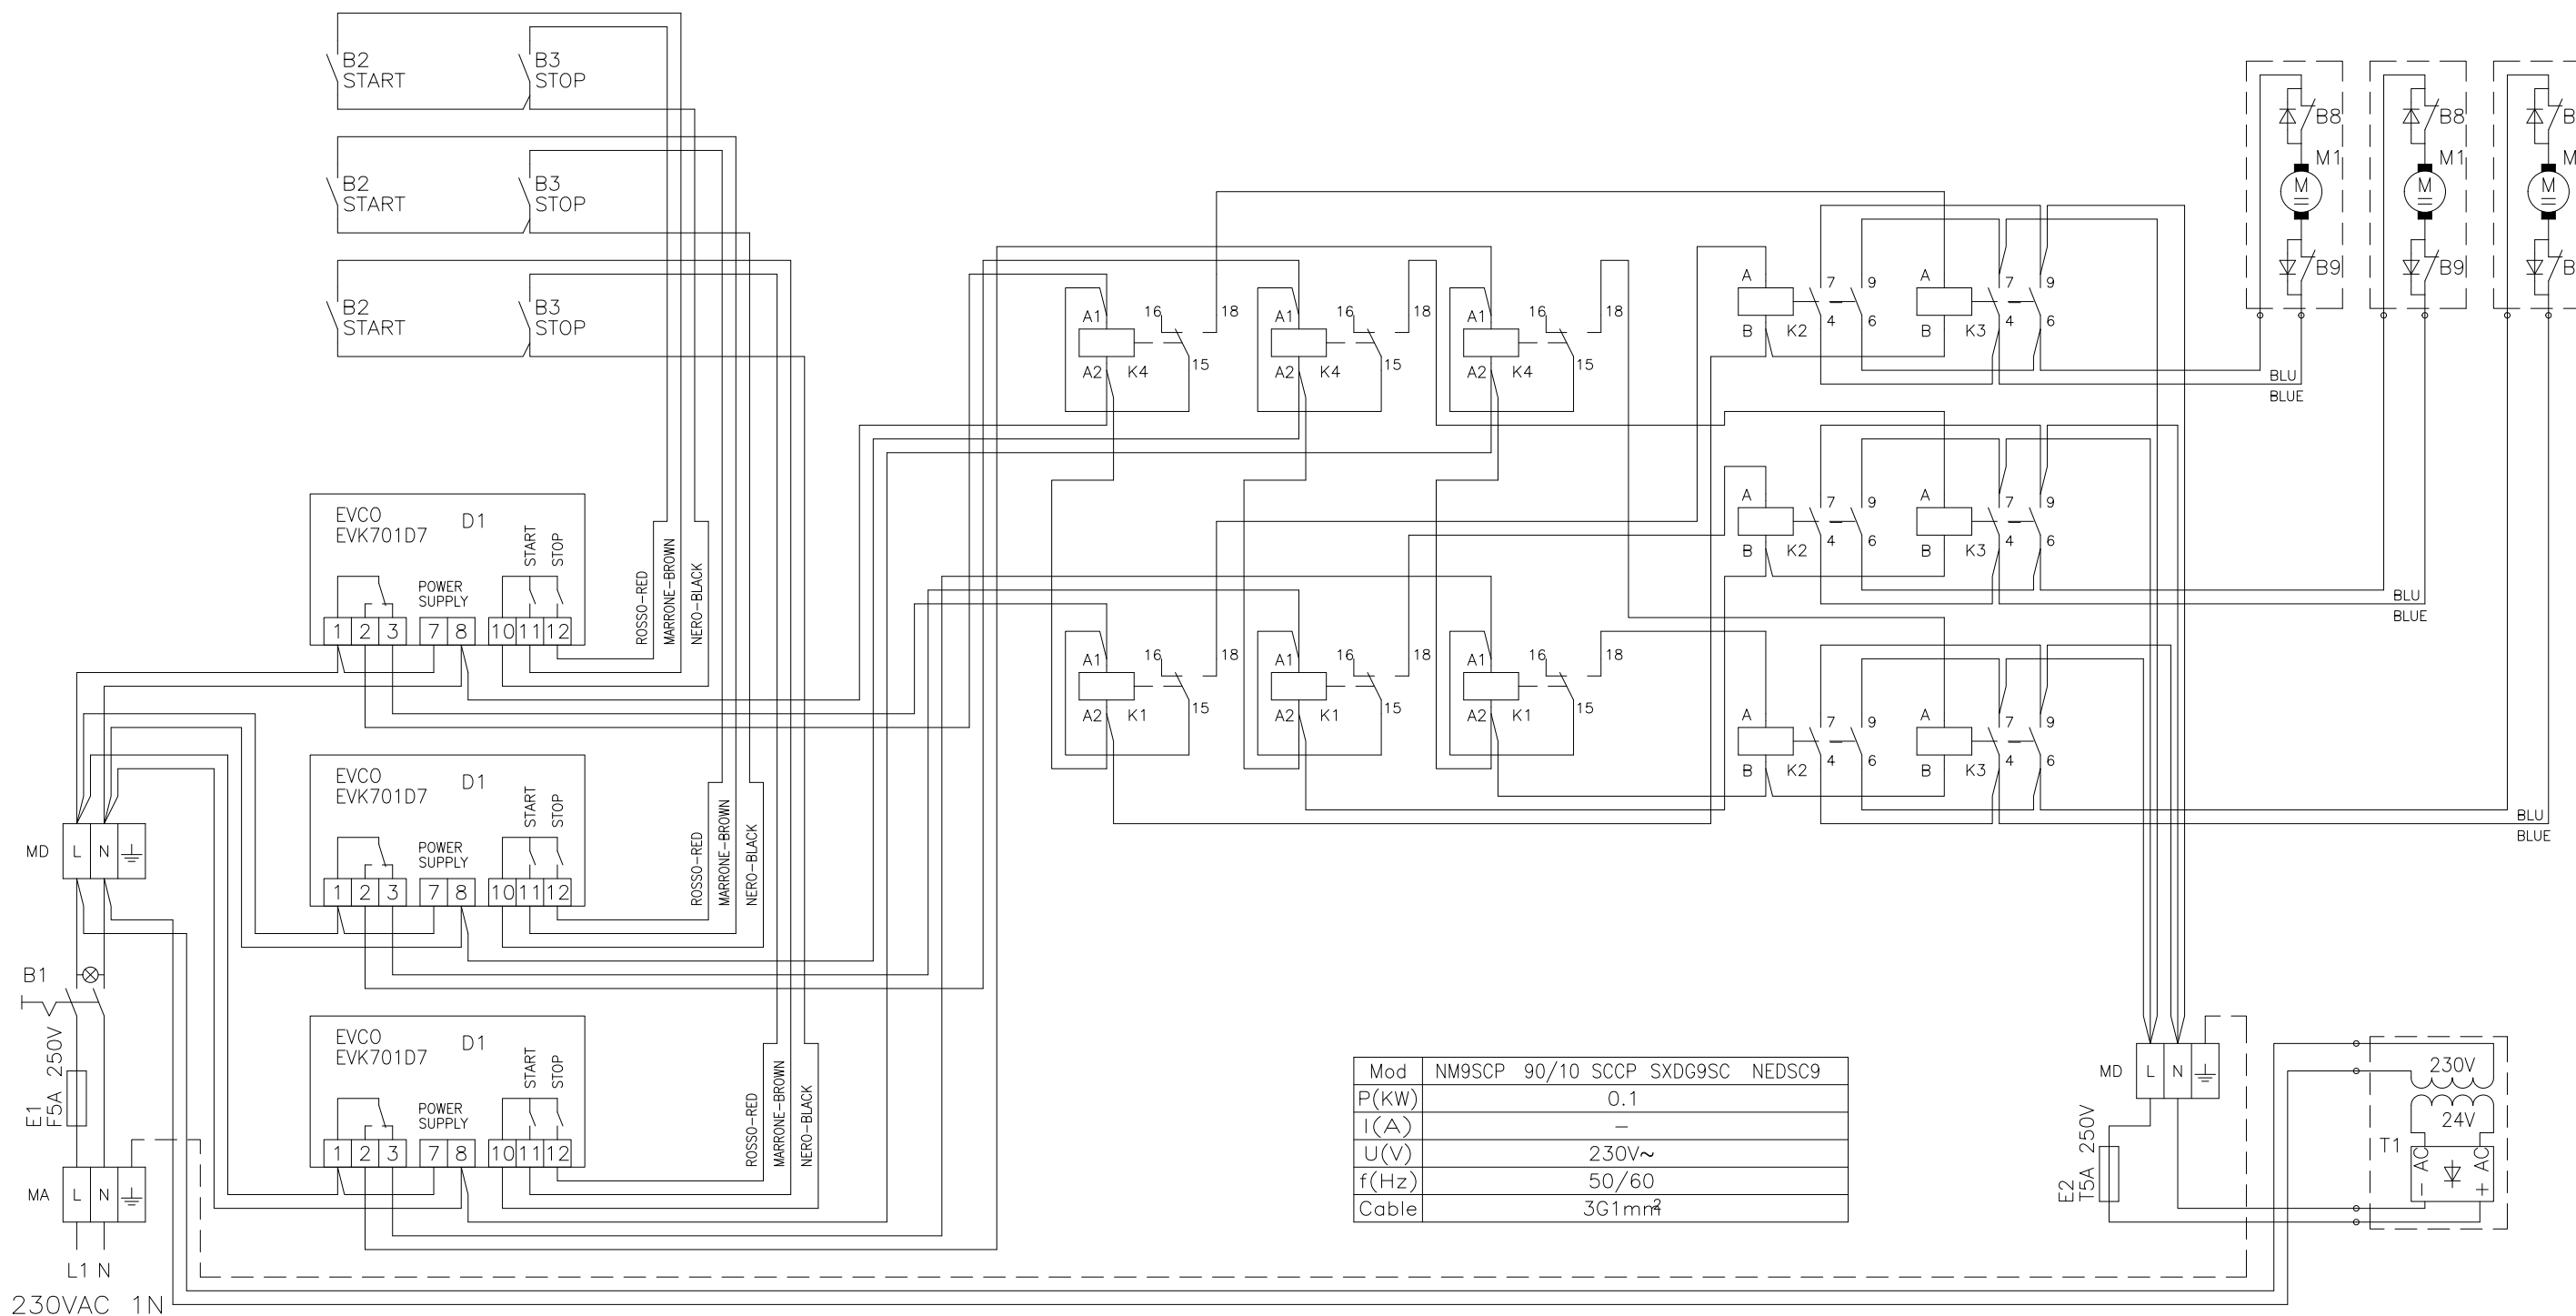 B2
START
B3
STOP
B2
START
B3
STOP
B2
START
B3
STOP
B8
M1
M
B9
B8
M1
M
B9
B
M
M
B
A1
A2
K4
16
18
15
A1
A2
K4
16
18
15
A1
A2
K4
16
18
15
A
B
K2
7
9
4
6
A
B
K3
7
9
4
6
BLU
BLUE
EVCO
EVK701D7
D1
START
STOP
POWER
SUPPLY
1 2 3 7 8 10 11 12
ROSSO-RED
MARRONE-BROWN
NERO-BLACK
A
B
K2
7
9
4
6
A
B
K3
7
9
4
6
BLU
BLUE
A1
A2
K1
16
18
15
A1
A2
K1
16
18
15
A1
A2
K1
16
18
15
A
B
K2
7
9
4
6
A
B
K3
7
9
4
6
BLU
BLUE
EVCO
EVK701D7
D1
START
STOP
POWER
SUPPLY
1 2 3 7 8 10 11 12
ROSSO-RED
MARRONE-BROWN
NERO-BLACK
MD
L N
B1
E1
F5A 250V
MA
L N
L1 N
230VAC 1N
EVCO
EVK701D7
D1
START
STOP
POWER
SUPPLY
1 2 3 7 8 10 11 12
ROSSO-RED
MARRONE-BROWN
NERO-BLACK
Mod NM9SCP 90/10 SCCP SXDG9SC NEDSC9
P(KW) 0.1
I(A) –
U(V) 230V~
f(Hz) 50/60
Cable 3G1mm²
MD
L N
E2
T5A 250V
230V
24V
T1
AC AC
– +